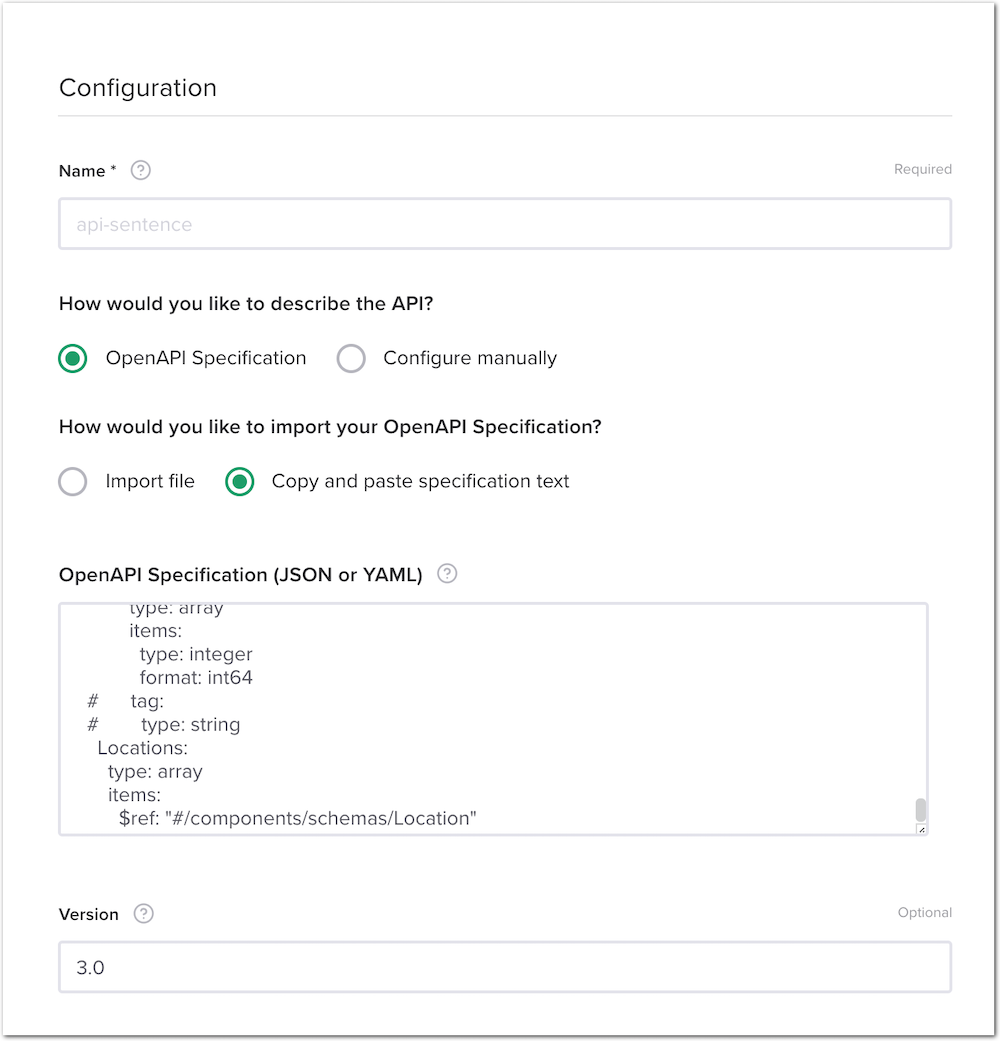 Configuration
Name * ?
Required
api-sentence
How would you like to describe the API?
OpenAPI Specification
Configure manually
How would you like to import your OpenAPI Specification?
Import file
Copy and paste specification text
OpenAPI Specification (JSON or YAML) ?
type: array
items:
type: integer
format: int64
# tag:
# type: string
Locations:
type: array
items:
$ref: "#/components/schemas/Location"
Version ?
Optional
3.0